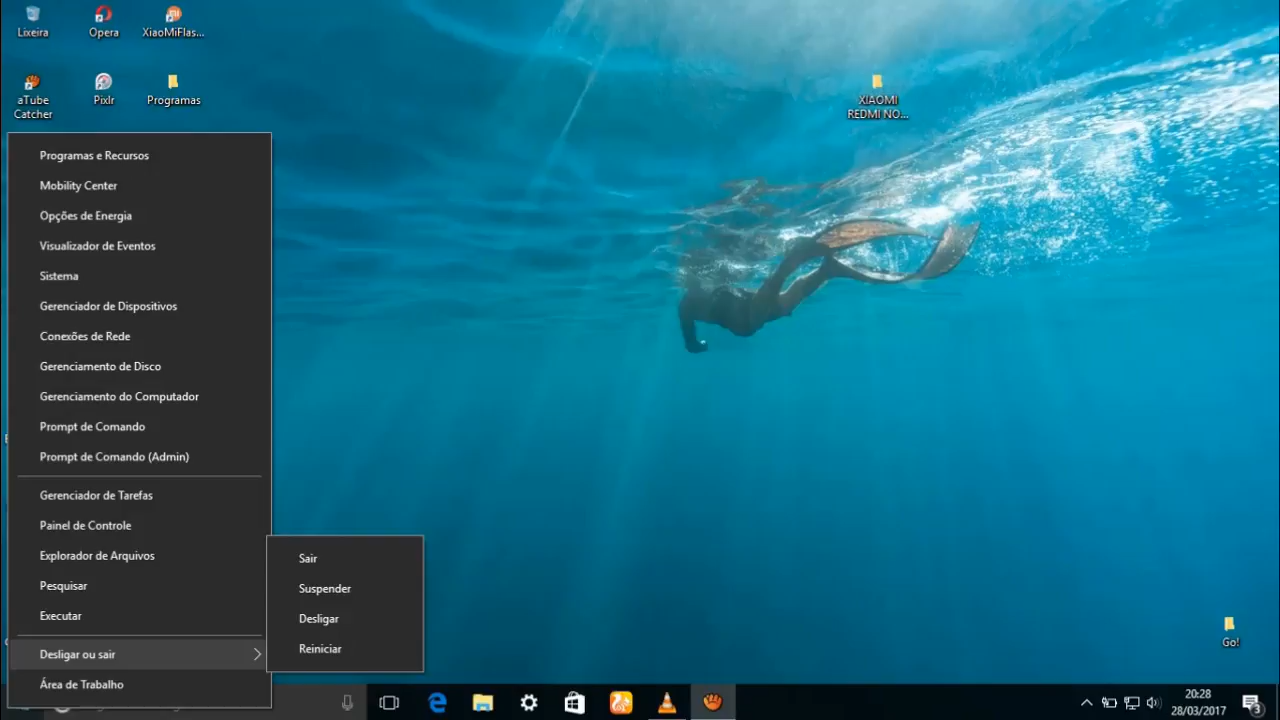 Lixeira
Opera
XiaoMiFlas...
aTube
Catcher
Pixlr
Programas
XIAOMI
REDMI NO...
Programas e Recursos
Mobility Center
Opções de Energia
Visualizador de Eventos
Sistema
Gerenciador de Dispositivos
Conexões de Rede
Gerenciamento de Disco
Gerenciamento do Computador
Prompt de Comando
Prompt de Comando (Admin)
Gerenciador de Tarefas
Painel de Controle
Explorador de Arquivos
Pesquisar
Executar
Desligar ou sair
Área de Trabalho
Sair
Suspender
Desligar
Reiniciar
Go!
20:28
28/03/2017
3